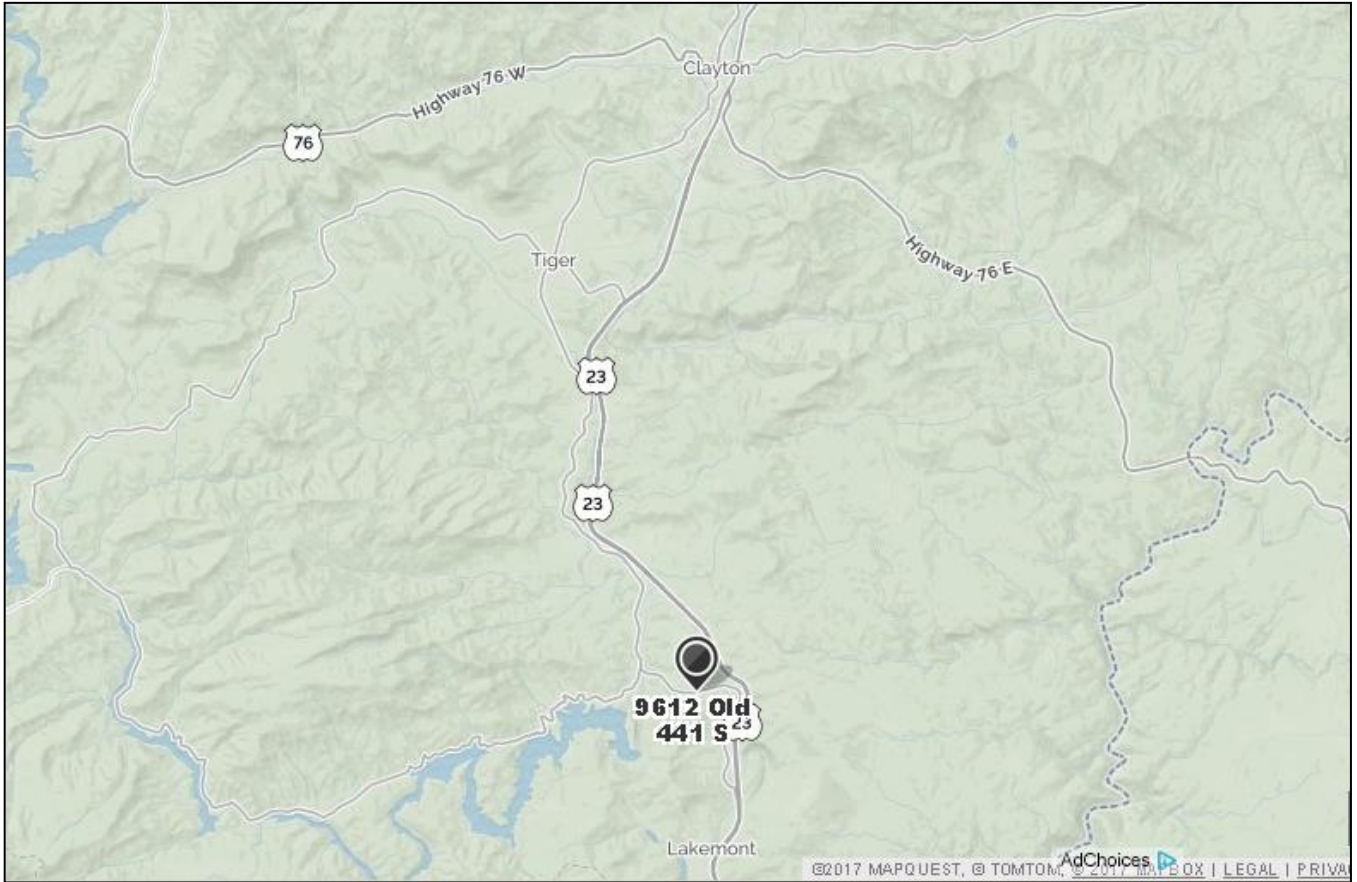 Clayton
Highway 76 W
76
Tiger
Highway 76 E
23
23
9612 Old
441 S
23
Lakemont
AdChoices
©2017 MAPQUEST, © TOMTOM, © 2017 MAPBOX | LEGAL | PRIVA